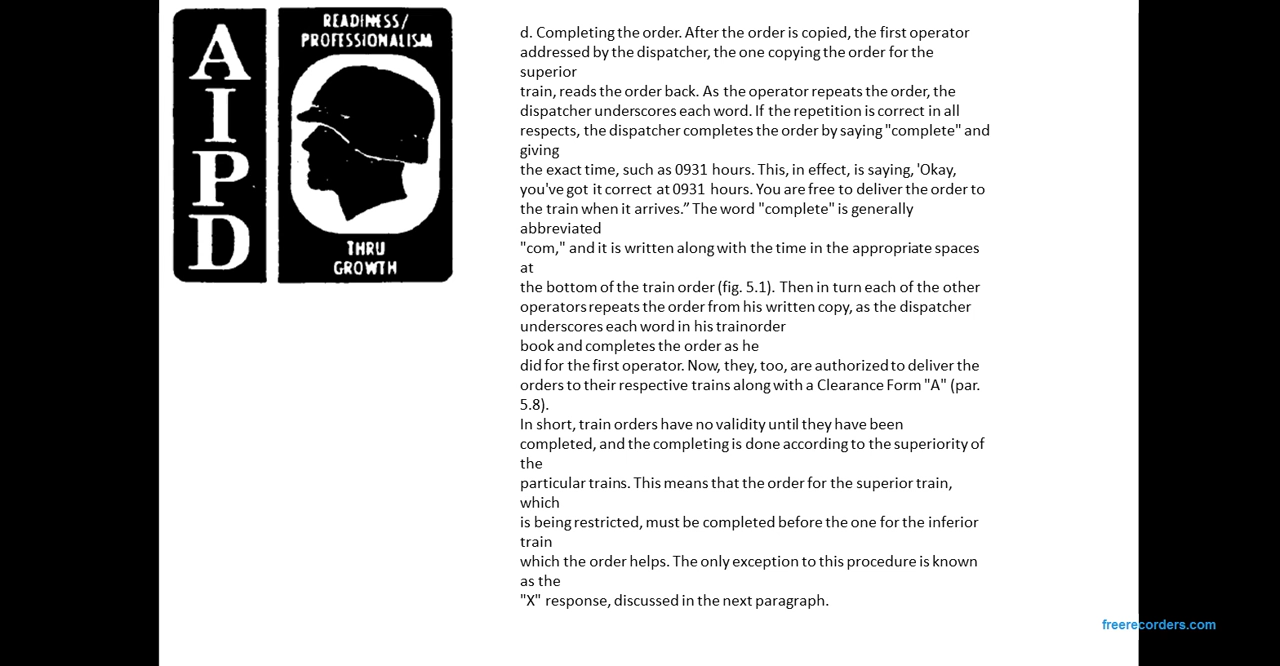 A
I
P
D
READINESS/
PROFESSIONALISM
THRU
GROWTH
d. Completing the order. After the order is copied, the first operator
addressed by the dispatcher, the one copying the order for the
superior
train, reads the order back. As the operator repeats the order, the
dispatcher underscores each word. If the repetition is correct in all
respects, the dispatcher completes the order by saying "complete" and
giving
the exact time, such as 0931 hours. This, in effect, is saying, 'Okay,
you've got it correct at 0931 hours. You are free to deliver the order to
the train when it arrives.” The word "complete" is generally
abbreviated
"com," and it is written along with the time in the appropriate spaces
at
the bottom of the train order (fig. 5.1). Then in turn each of the other
operators repeats the order from his written copy, as the dispatcher
underscores each word in his trainorder
book and completes the order as he
did for the first operator. Now, they, too, are authorized to deliver the
orders to their respective trains along with a Clearance Form "A" (par.
5.8).
In short, train orders have no validity until they have been
completed, and the completing is done according to the superiority of
the
particular trains. This means that the order for the superior train,
which
is being restricted, must be completed before the one for the inferior
train
which the order helps. The only exception to this procedure is known
as the
"X" response, discussed in the next paragraph.
freerecorders.com